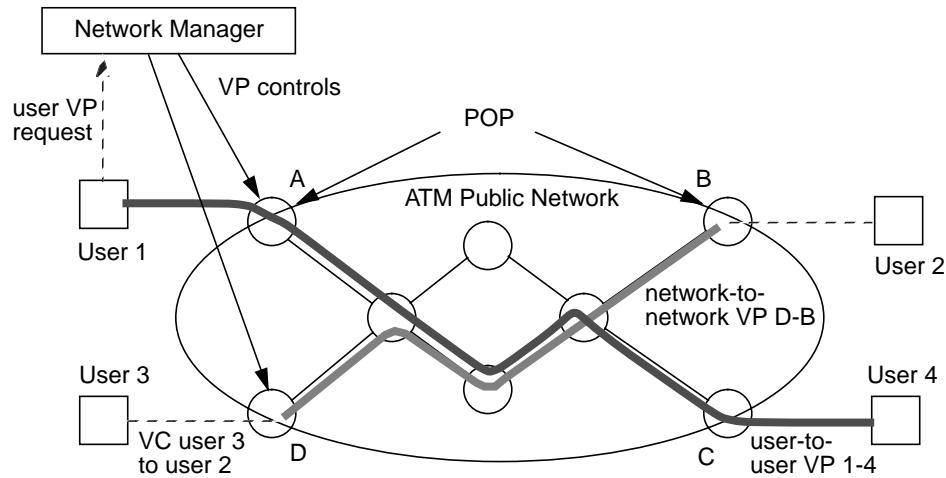 Network Manager
user VP
request
VP controls
POP
A
B
ATM Public Network
User 1
User 2
network-to-
network VP D-B
User 3
User 4
VC user 3
to user 2
D
C
user-to-
user VP 1-4